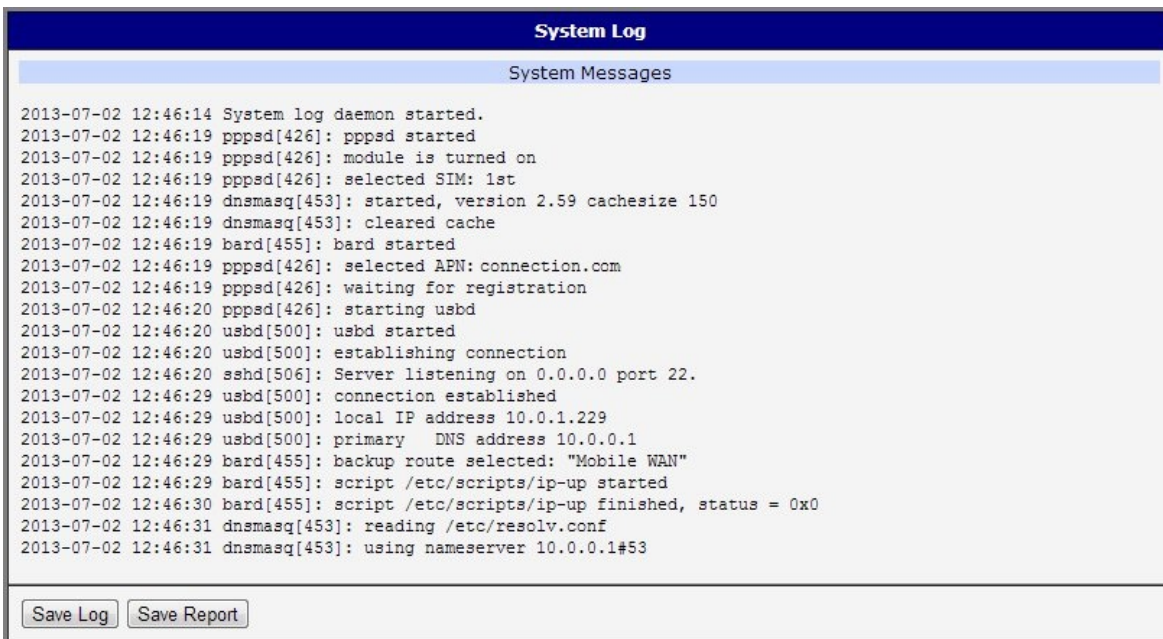 System Log
System Messages
2013-07-02 12:46:14 System log daemon started.
2013-07-02 12:46:19 pppsd[426]: pppsd started
2013-07-02 12:46:19 pppsd[426]: module is turned on
2013-07-02 12:46:19 pppsd[426]: selected SIM: 1st
2013-07-02 12:46:19 dnsmasq[453]: started, version 2.59 cachesize 150
2013-07-02 12:46:19 dnsmasq[453]: cleared cache
2013-07-02 12:46:19 bard[455]: bard started
2013-07-02 12:46:19 pppsd[426]: selected APN: connection.com
2013-07-02 12:46:19 pppsd[426]: waiting for registration
2013-07-02 12:46:20 pppsd[426]: starting usbd
2013-07-02 12:46:20 usbd[500]: usbd started
2013-07-02 12:46:20 usbd[500]: establishing connection
2013-07-02 12:46:20 sshd[506]: Server listening on 0.0.0.0 port 22.
2013-07-02 12:46:29 usbd[500]: connection established
2013-07-02 12:46:29 usbd[500]: local IP address 10.0.1.229
2013-07-02 12:46:29 usbd[500]: primary   DNS address 10.0.0.1
2013-07-02 12:46:29 bard[455]: backup route selected: "Mobile WAN"
2013-07-02 12:46:29 bard[455]: script /etc/scripts/ip-up started
2013-07-02 12:46:30 bard[455]: script /etc/scripts/ip-up finished, status = 0x0
2013-07-02 12:46:31 dnsmasq[453]: reading /etc/resolv.conf
2013-07-02 12:46:31 dnsmasq[453]: using nameserver 10.0.0.1#53
Save Log Save Report